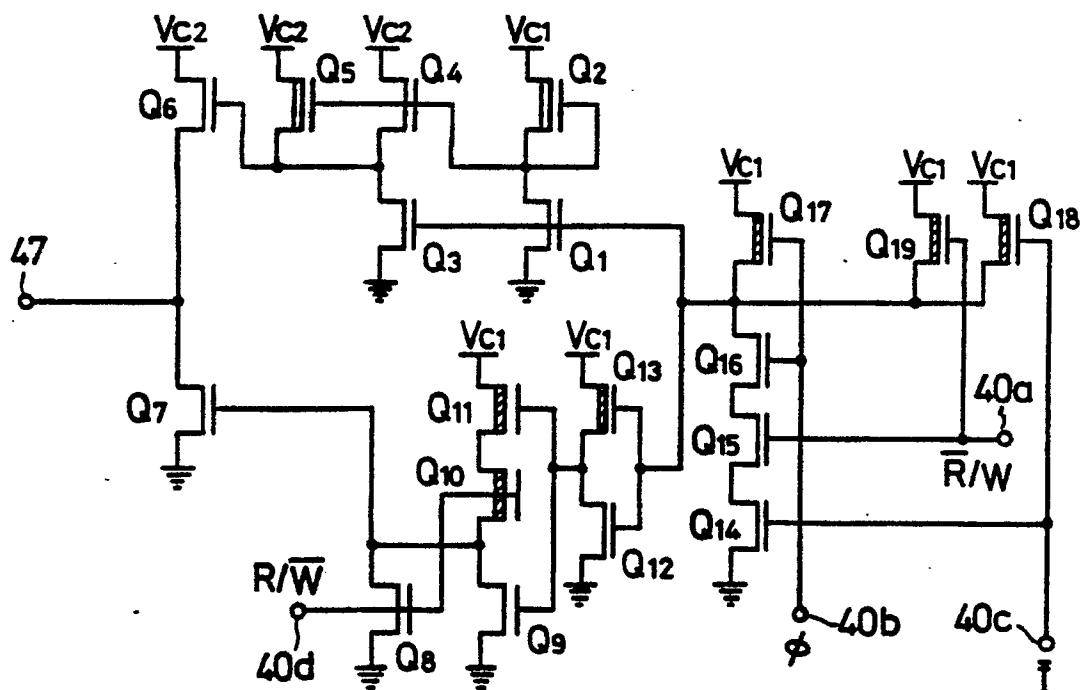 VC2 VC2 VC2 VC1
Q6 Q5 Q4 Q2
VC1 VC1 VC1
Q17 Q18
Q3 Q1 Q19
47
VC1 VC1
Q13 Q16
Q7 Q11 40a
Q10 Q15
R̅/W
Q14
Q12
R/W̅
Q8 Q9 40b 40c
40d
ϕ